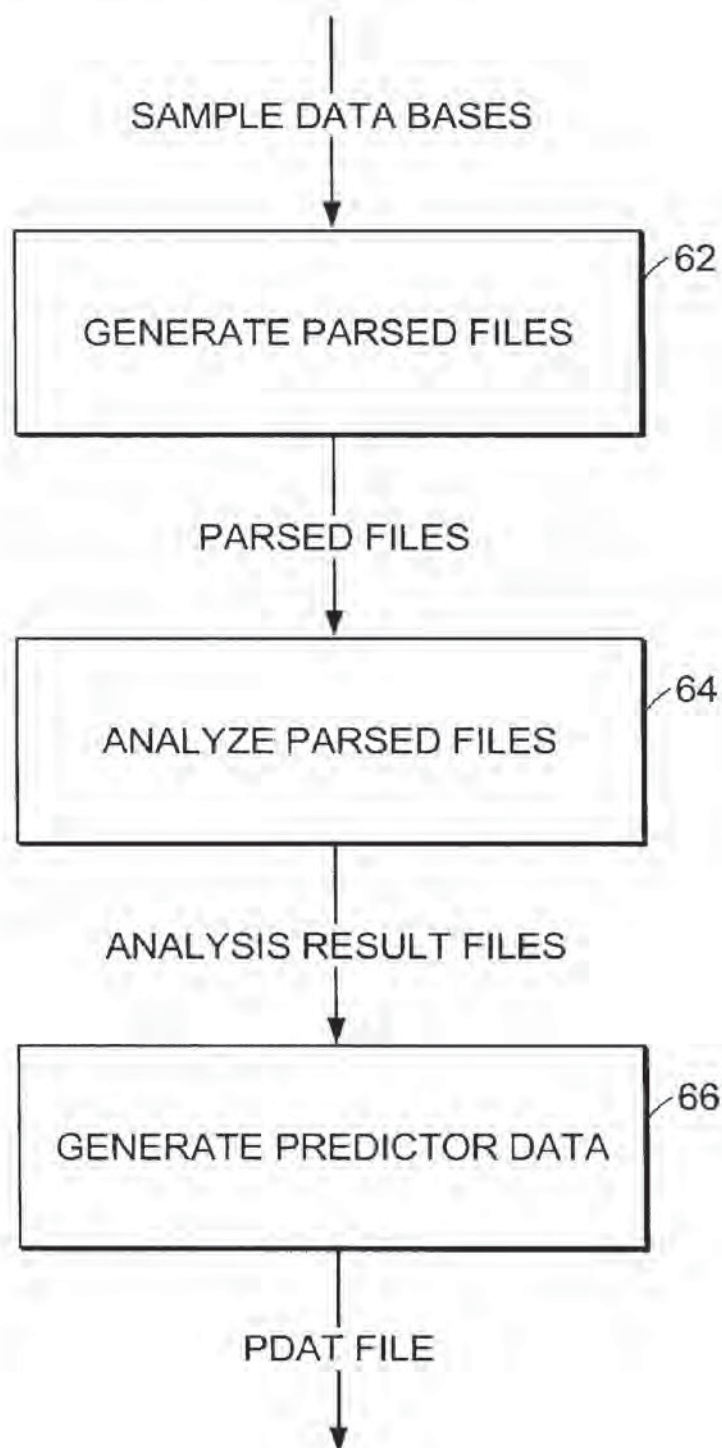 SAMPLE DATA BASES
62
GENERATE PARSED FILES
PARSED FILES
64
ANALYZE PARSED FILES
ANALYSIS RESULT FILES
66
GENERATE PREDICTOR DATA
PDAT FILE